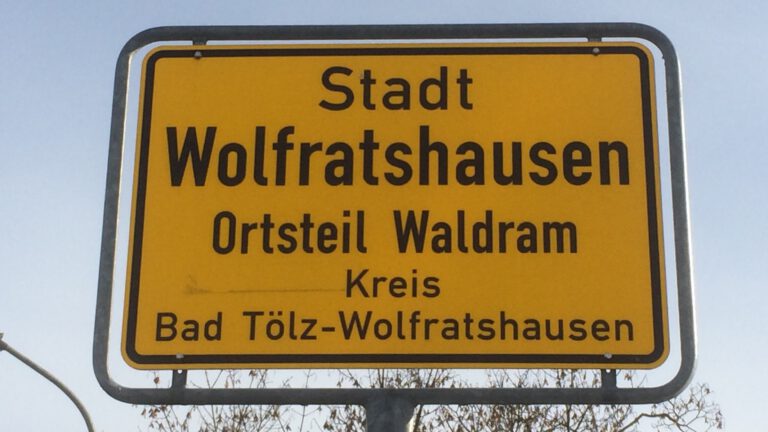 Stadt
Wolfratshausen
Ortsteil Waldram
Kreis
Bad Tölz-Wolfratshausen